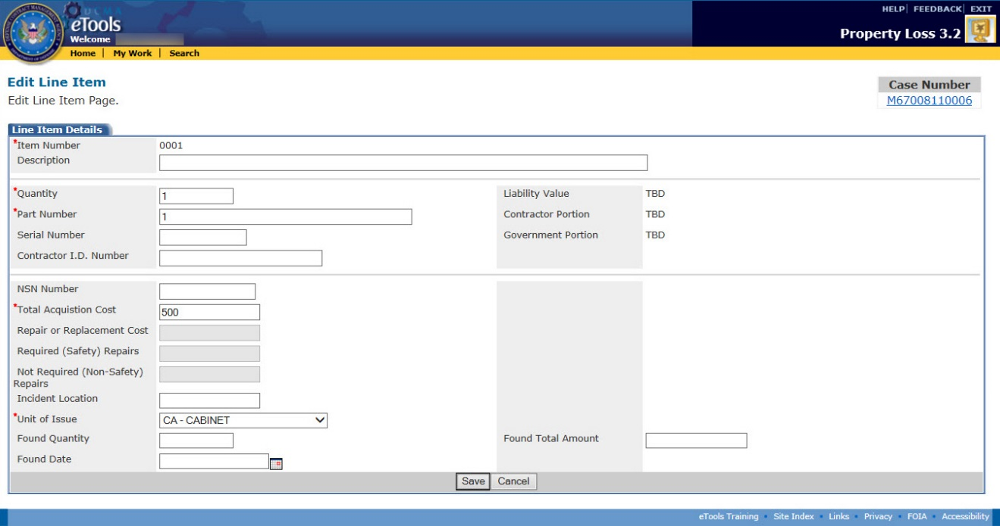 HELP| FEEDBACK| EXIT
DCMA
eTools
Welcome
Property Loss 3.2
Home | My Work | Search
Edit Line Item
Edit Line Item Page.
Case Number
M67008110006
Line Item Details
*Item Number 0001
Description
*Quantity 1 Liability Value TBD
*Part Number 1 Contractor Portion TBD
Serial Number Government Portion TBD
Contractor I.D. Number
NSN Number
*Total Acquistion Cost 500
Repair or Replacement Cost
Required (Safety) Repairs
Not Required (Non-Safety)
Repairs
Incident Location
*Unit of Issue CA - CABINET
Found Quantity Found Total Amount
Found Date
Save Cancel
eTools Training • Site Index • Links • Privacy • FOIA • Accessibility